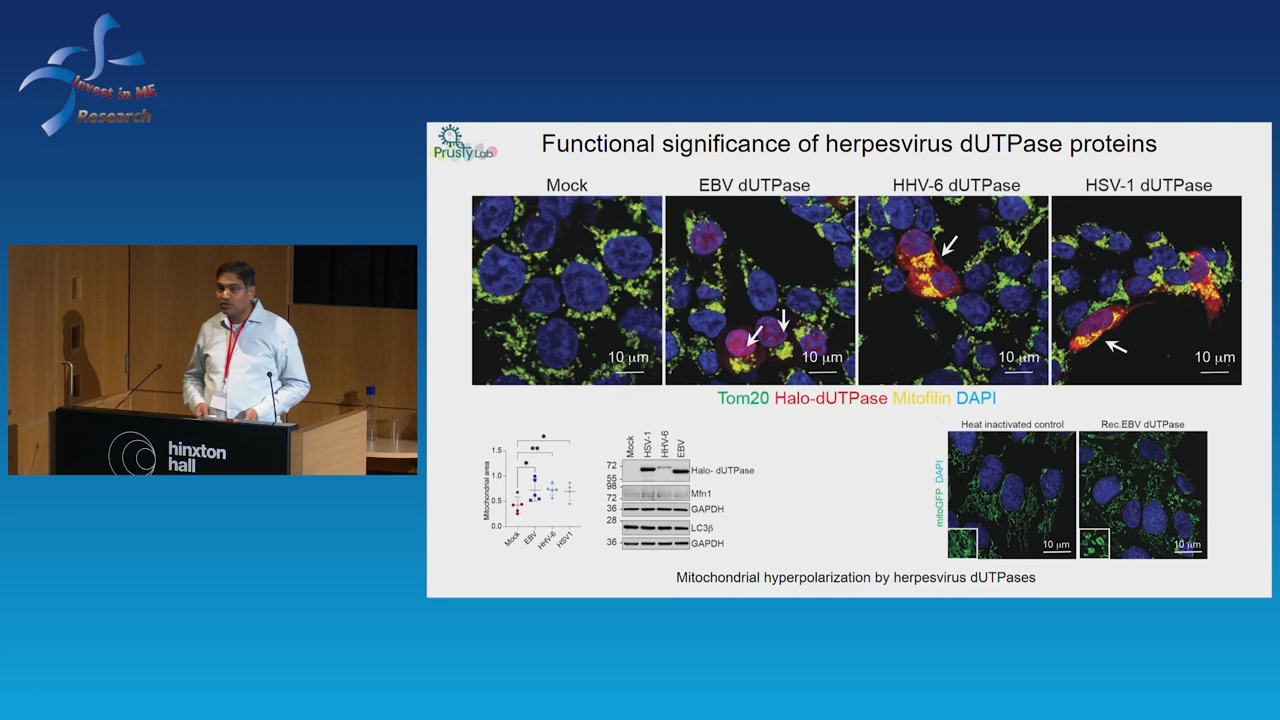 Invest in ME
Research
Prusty Lab
Functional significance of herpesvirus dUTPase proteins
Mock
EBV dUTPase
HHV-6 dUTPase
HSV-1 dUTPase
10 μm
10 μm
10 μm
10 μm
Tom20 Halo-dUTPase Mitofilin DAPI
Mitochondrial area
1.5
1.0
0.5
0.0
*
**
*
Mock
EBV
HHV-6
HSV1
Mock
HSV-1
HHV-6
EBV
72
55
98
72
36
28
36
Halo- dUTPase
Mfn1
GAPDH
LC3β
GAPDH
Heat inactivated control
Rec.EBV dUTPase
mitoGFP DAPI
10 μm
10 μm
Mitochondrial hyperpolarization by herpesvirus dUTPases
hinxton
hall